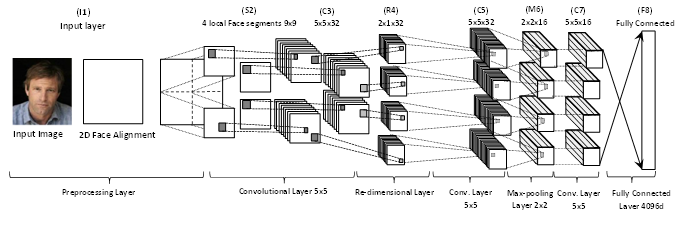 (I1)
Input layer
(S2)
4 local Face segments 9x9
(C3)
5x5x32
(R4)
2x1x32
(C5)
5x5x32
(M6)
2x2x16
(C7)
5x5x16
(F8)
Fully Connected
Input Image
2D Face Alignment
Preprocessing Layer
Convolutional Layer 5x5
Re-dimensional Layer
Conv. Layer
5x5
Max-pooling
Layer 2x2
Conv. Layer
5x5
Fully Connected
Layer 4096d